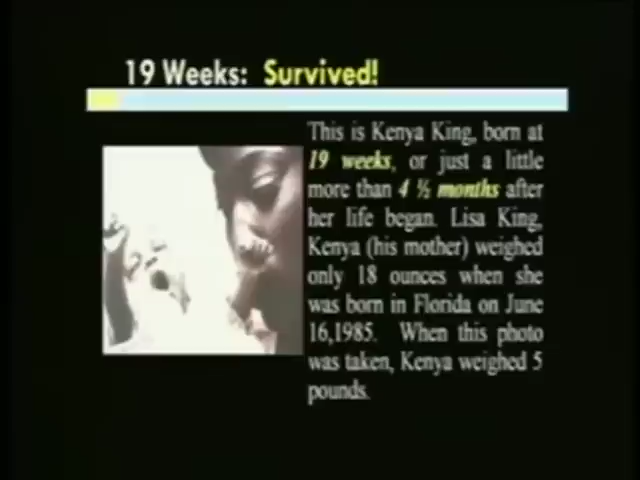 19 Weeks: Survived!
This is Kenya King, born at
19 weeks, or just a little
more than 4 ½ months after
her life began. Lisa King,
Kenya (his mother) weighed
only 18 ounces when she
was born in Florida on June
16,1985. When this photo
was taken, Kenya weighed 5
pounds.